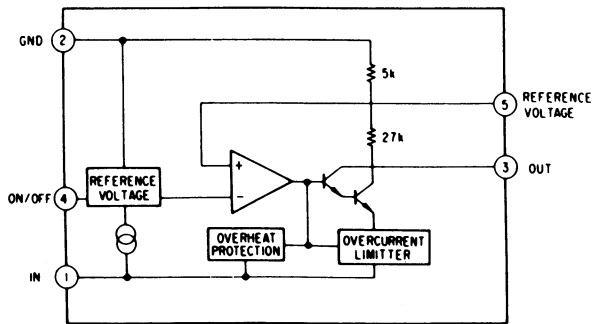 GND 2
5k
5 REFERENCE
VOLTAGE
27k
+
3 OUT
REFERENCE
VOLTAGE
-
ON/OFF 4
OVERHEAT
PROTECTION
OVERCURRENT
LIMITTER
IN 1